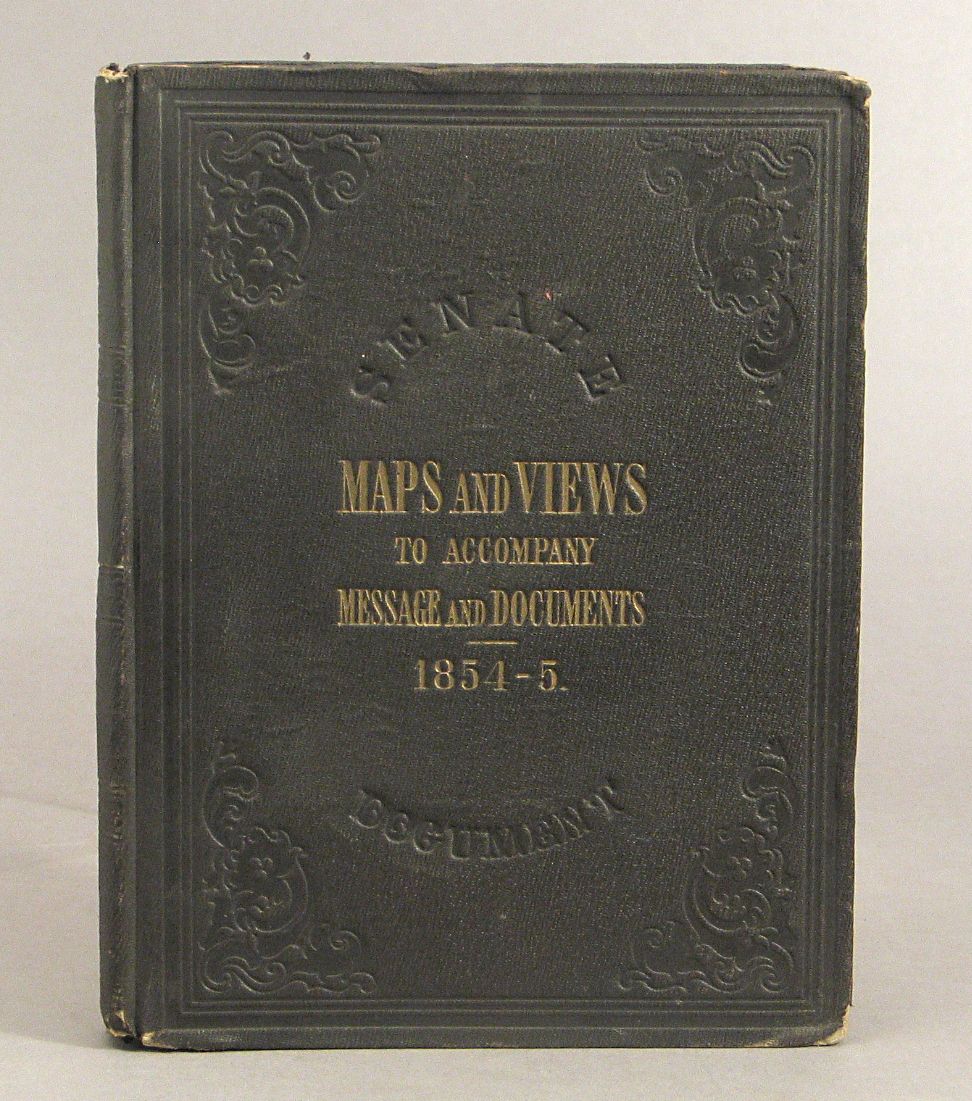 SENATE
MAPS AND VIEWS
TO ACCOMPANY
MESSAGE AND DOCUMENTS
1854-5.
DOCUMENT